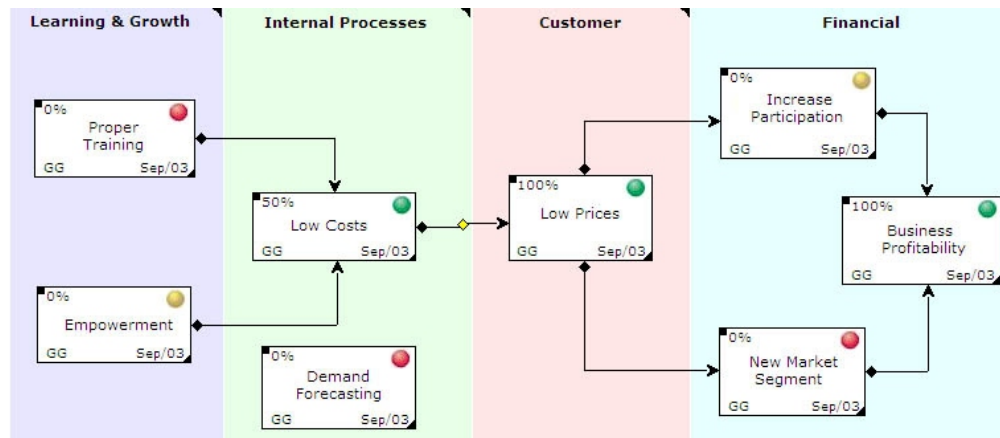 Learning & Growth
Internal Processes
Customer
Financial
0%
Proper
Training
GG Sep/03
0%
Empowerment
GG Sep/03
50%
Low Costs
GG Sep/03
0%
Demand
Forecasting
GG Sep/03
100%
Low Prices
GG Sep/03
0%
Increase
Participation
GG Sep/03
100%
Business
Profitability
GG Sep/03
0%
New Market
Segment
GG Sep/03